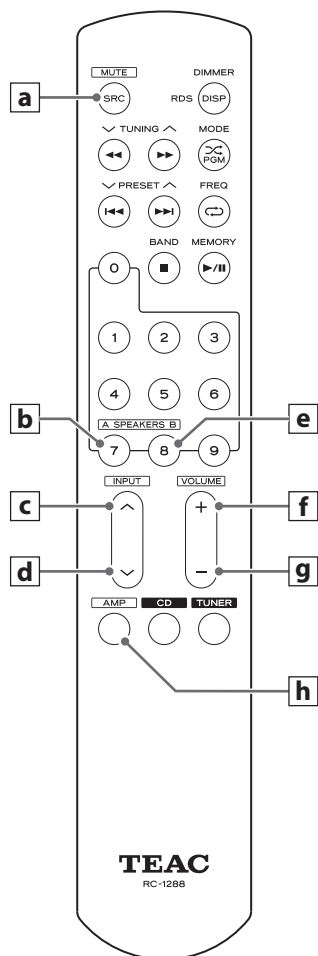 MUTE DIMMER
a SRC RDS DISP
TUNING MODE
PGM
PRESET FREQ
BAND MEMORY
0
1 2 3
4 5 6
b A SPEAKERS B e
7 8 9
INPUT VOLUME
c + f
d − g
AMP CD TUNER
h
TEAC
RC-1288